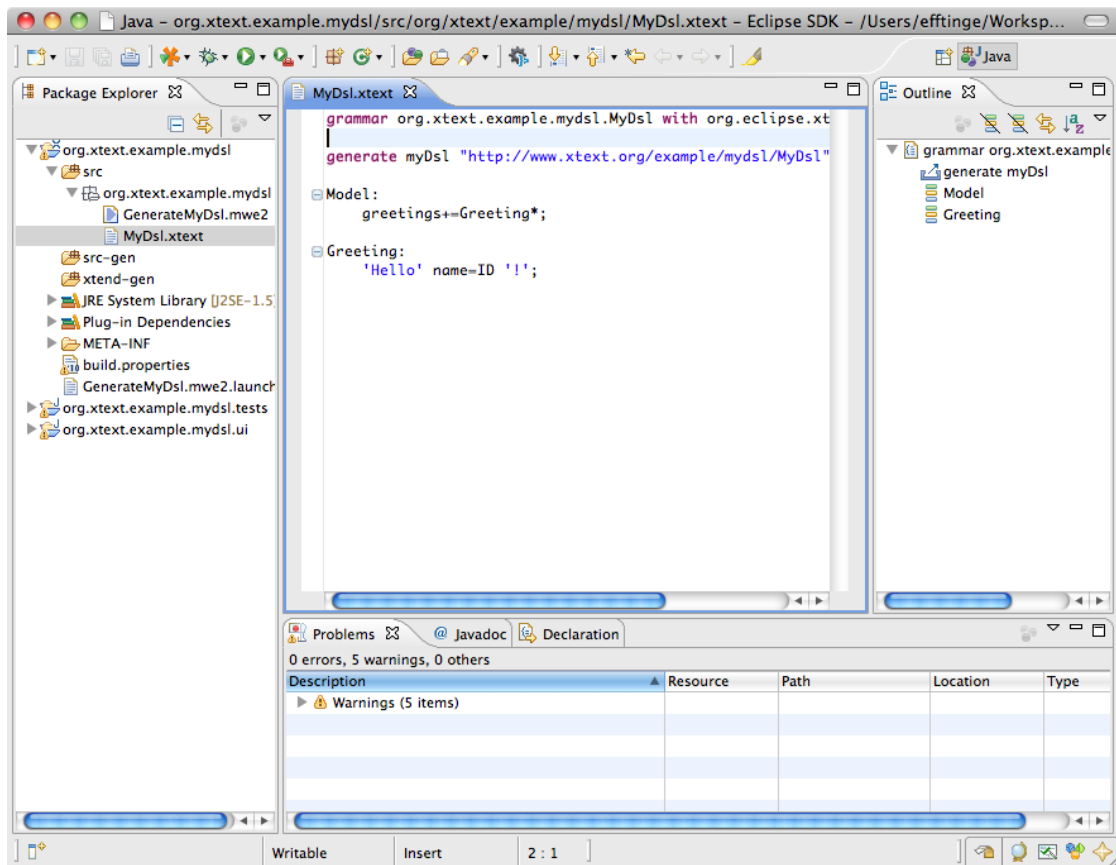 Java – org.xtext.example.mydsl/src/org/xtext/example/mydsl/MyDsl.xtext – Eclipse SDK – /Users/efftinge/Worksp...
Java
Package Explorer
org.xtext.example.mydsl
src
org.xtext.example.mydsl
GenerateMyDsl.mwe2
MyDsl.xtext
src-gen
xtend-gen
JRE System Library [J2SE-1.5]
Plug-in Dependencies
META-INF
build.properties
GenerateMyDsl.mwe2.launch
org.xtext.example.mydsl.tests
org.xtext.example.mydsl.ui
MyDsl.xtext
grammar org.xtext.example.mydsl.MyDsl with org.eclipse.xt
generate myDsl "http://www.xtext.org/example/mydsl/MyDsl"
Model:
greetings+=Greeting*;
Greeting:
'Hello' name=ID '!';
Outline
grammar org.xtext.example
generate myDsl
Model
Greeting
Problems @ Javadoc Declaration
0 errors, 5 warnings, 0 others
Description Resource Path Location Type
Warnings (5 items)
Writable Insert 2 : 1